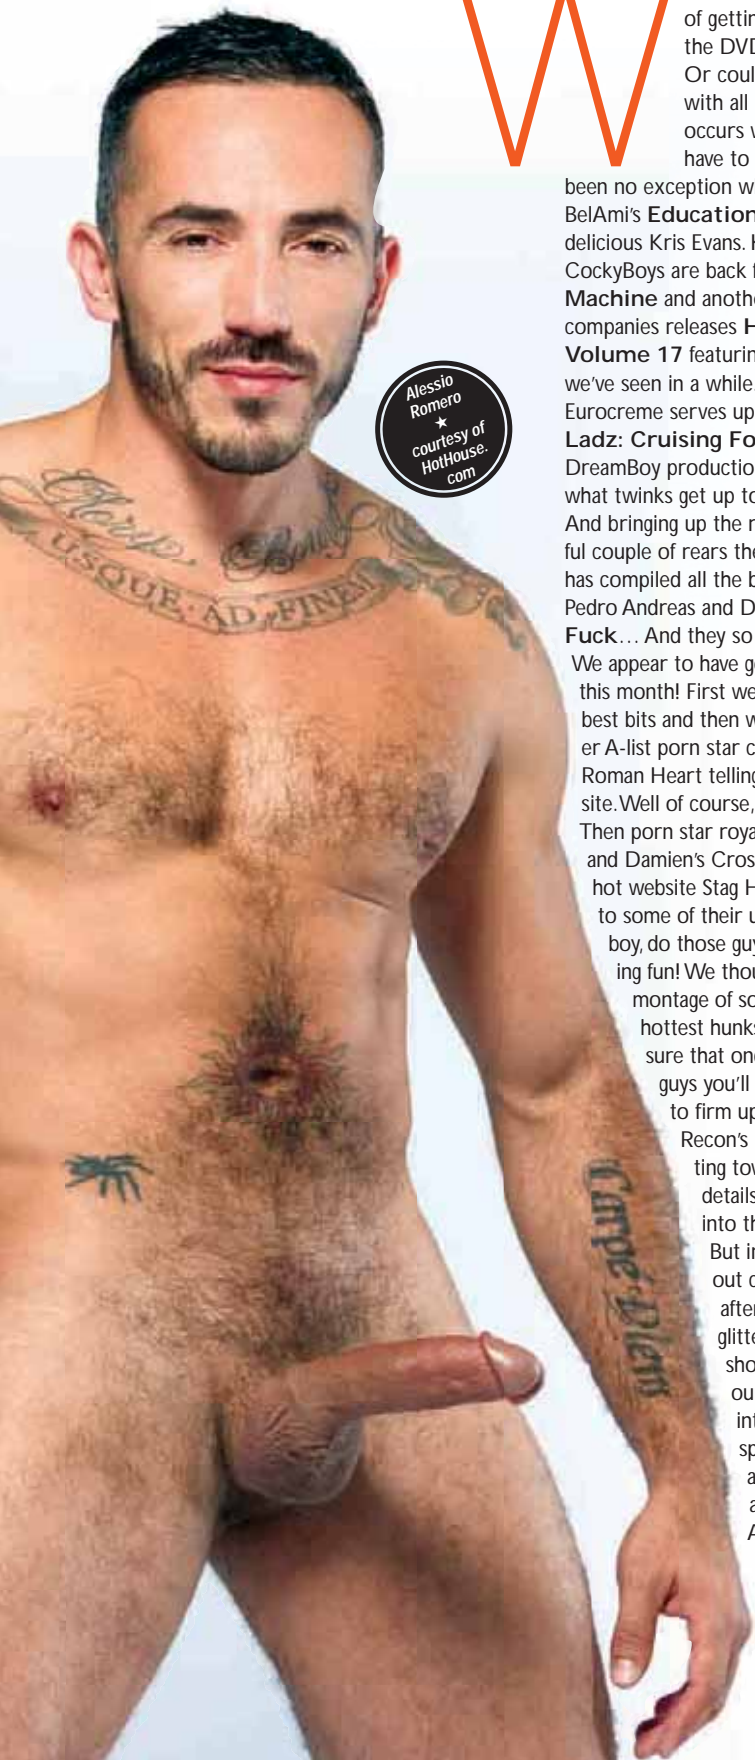 W
of gettin
the DVD
Or coul
with all
occurs w
have to
been no exception w
BelAmi's Education
delicious Kris Evans. H
CockyBoys are back f
Machine and anothe
companies releases H
Volume 17 featurin
we've seen in a while.
Eurocreme serves up
Ladz: Cruising Fo
DreamBoy productio
what twinks get up to
And bringing up the r
ful couple of rears the
has compiled all the b
Pedro Andreas and D
Fuck… And they so
We appear to have g
this month! First we
best bits and then w
er A-list porn star c
Roman Heart telling
site. Well of course,
Then porn star roya
and Damien's Cros
hot website Stag H
to some of their u
boy, do those guy
ing fun! We thou
montage of so
hottest hunks
sure that one
guys you'll
to firm up
Recon's
ting tow
details
into th
But in
out o
after
glitte
sho
ou
int
sp
a
a
A
Alessio
Romero
★
courtesy of
HotHouse.
com
USQUE · AD · FINEM
Carpé Diem